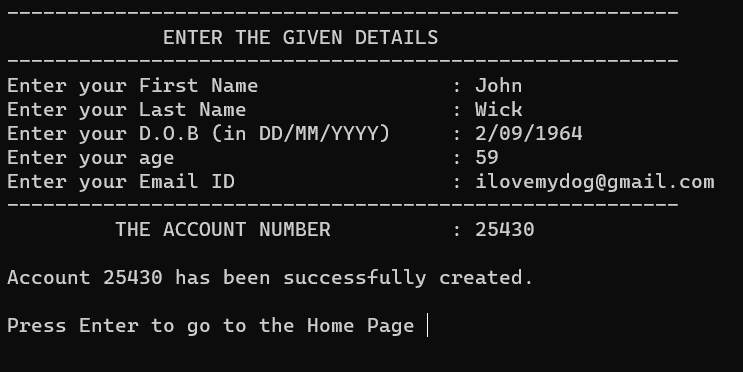 --------------------------------------------------------
ENTER THE GIVEN DETAILS
--------------------------------------------------------
Enter your First Name : John
Enter your Last Name : Wick
Enter your D.O.B (in DD/MM/YYYY) : 2/09/1964
Enter your age : 59
Enter your Email ID : ilovemydog@gmail.com
--------------------------------------------------------
THE ACCOUNT NUMBER : 25430
Account 25430 has been successfully created.
Press Enter to go to the Home Page